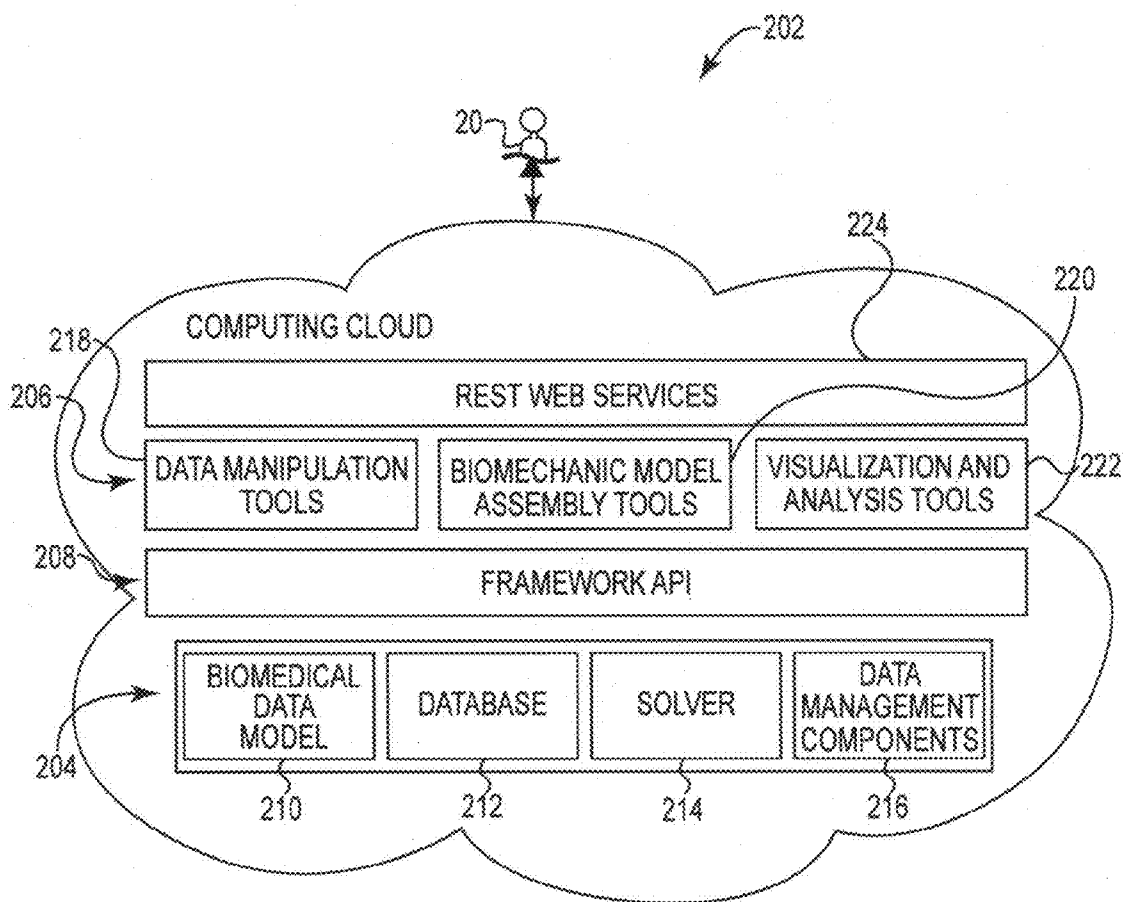 202
20
224
220
COMPUTING CLOUD
218
206
REST WEB SERVICES
DATA MANIPULATION
TOOLS
BIOMECHANIC MODEL
ASSEMBLY TOOLS
VISUALIZATION AND
ANALYSIS TOOLS
222
208
FRAMEWORK API
BIOMEDICAL
DATA
MODEL
DATABASE
SOLVER
DATA
MANAGEMENT
COMPONENTS
204
210
212
214
216